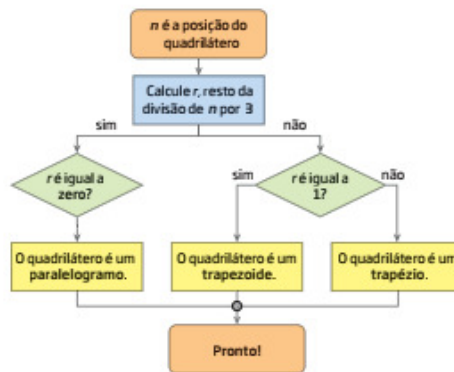 n é a posição do
quadrilátero
Calcule r, resto da
divisão de n por 3
sim
não
r é igual a
zero?
sim
r é igual a
1?
não
O quadrilátero é um
paralelogramo.
O quadrilátero é um
trapezoide.
O quadrilátero é um
trapézio.
Pronto!